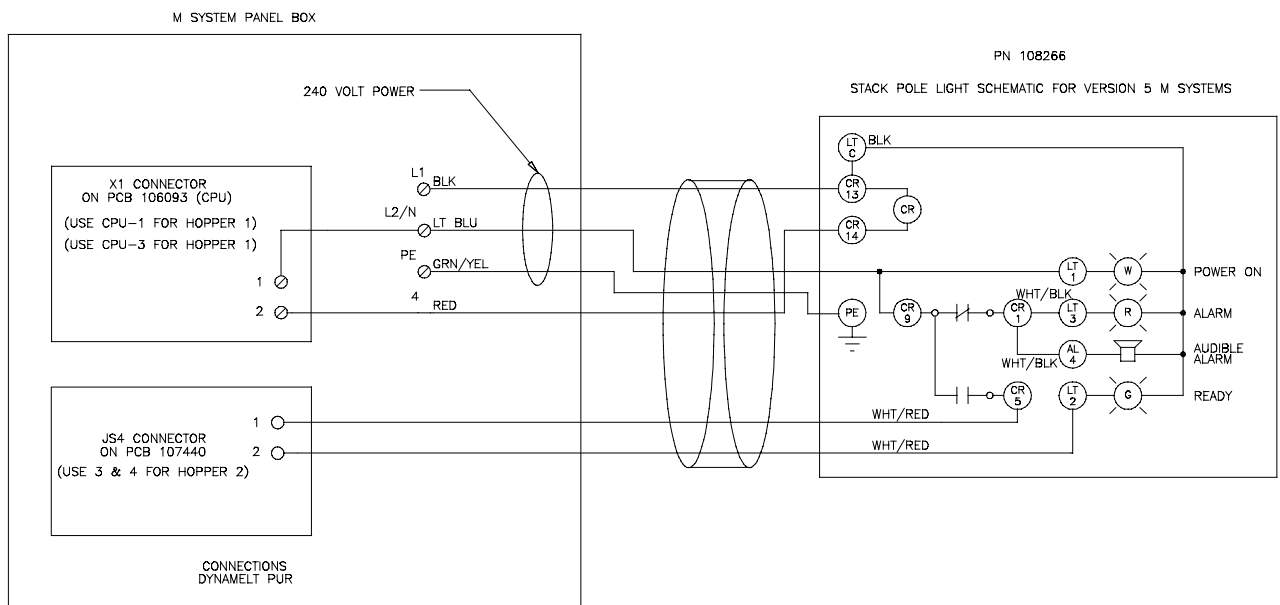 M SYSTEM PANEL BOX
PN 108266
STACK POLE LIGHT SCHEMATIC FOR VERSION 5 M SYSTEMS
240 VOLT POWER
X1 CONNECTOR
ON PCB 106093 (CPU)
(USE CPU-1 FOR HOPPER 1)
(USE CPU-3 FOR HOPPER 1)
1
2
L1
BLK
L2/N
LT BLU
PE
GRN/YEL
4
RED
JS4 CONNECTOR
ON PCB 107440
(USE 3 & 4 FOR HOPPER 2)
1
2
CONNECTIONS
DYNAMELT PUR
WHT/RED
WHT/RED
LT
C
BLK
CR
13
CR
CR
14
LT
1
W
POWER ON
PE
CR
9
CR
1
WHT/BLK
LT
3
R
ALARM
WHT/BLK
AL
4
AUDIBLE
ALARM
CR
5
LT
2
G
READY